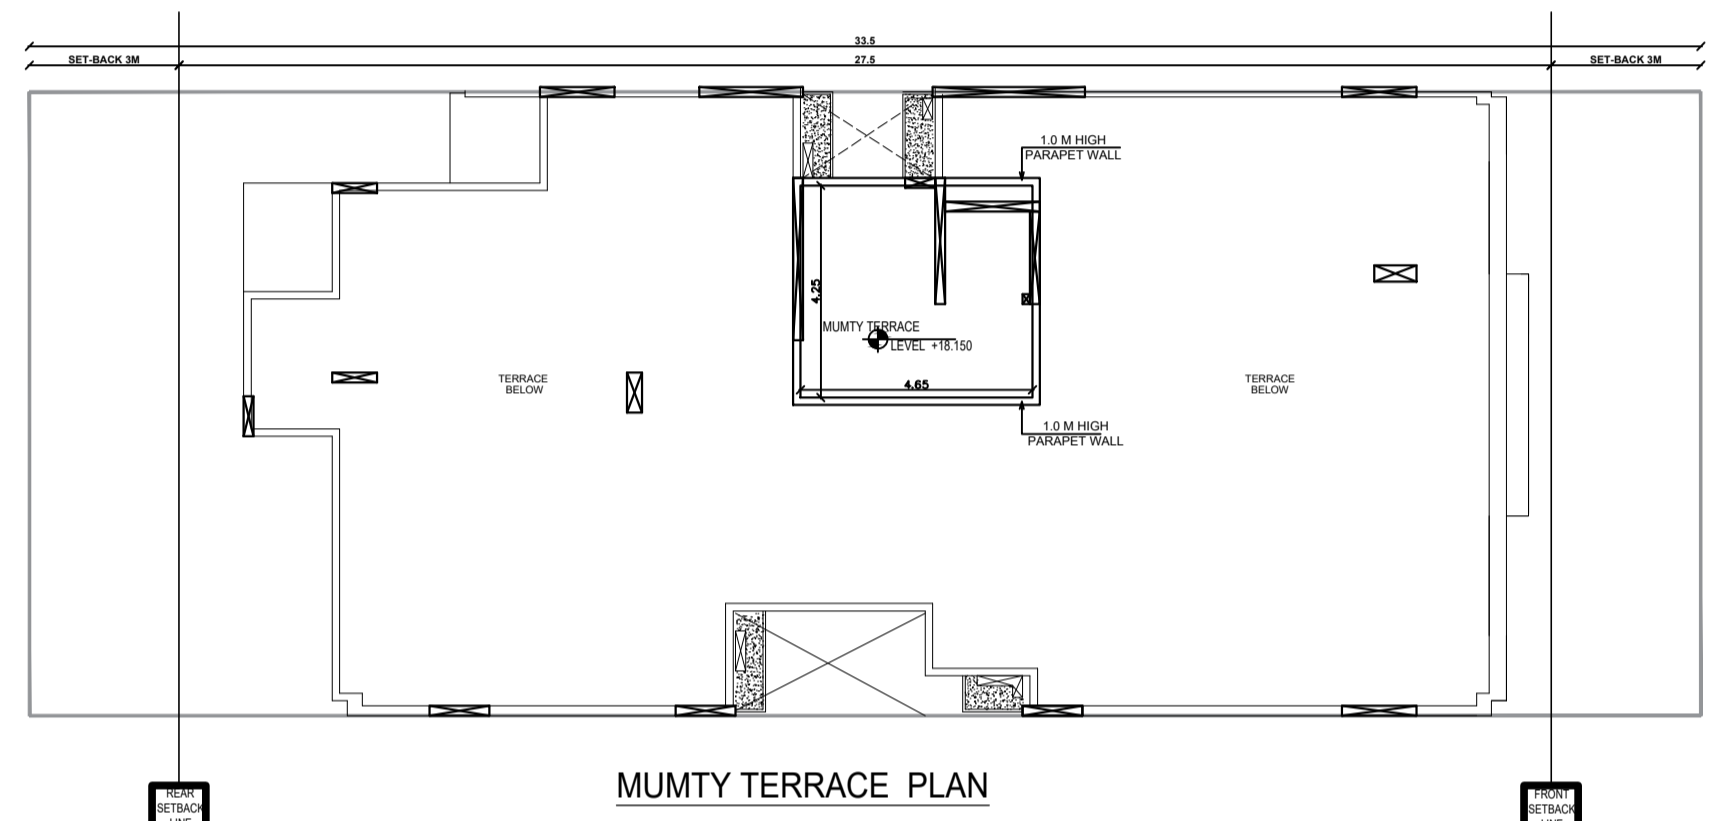 33.5
SET-BACK 3M
27.5
SET-BACK 3M
1.0 M HIGH
PARAPET WALL
4.25
MUMTY TERRACE
LEVEL +18.150
TERRACE
BELOW
4.65
TERRACE
BELOW
1.0 M HIGH
PARAPET WALL
MUMTY TERRACE PLAN
REAR
SETBACK
LINE
FRONT
SETBACK
LINE